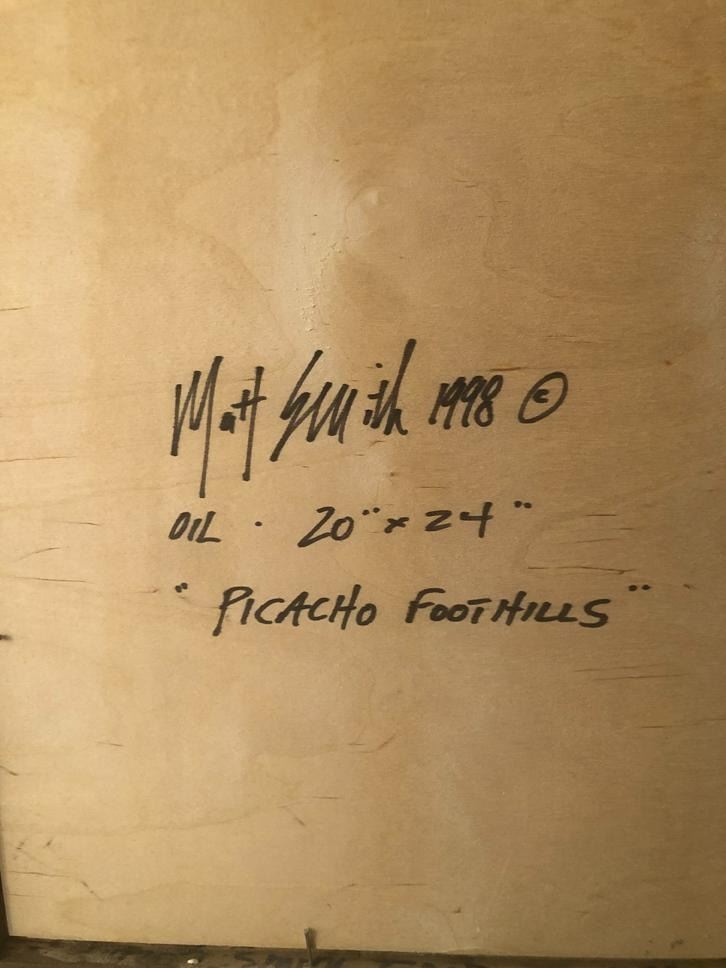 Matt Smith 1998 ©
OIL · 20" x 24"
"PICACHO FOOTHILLS"